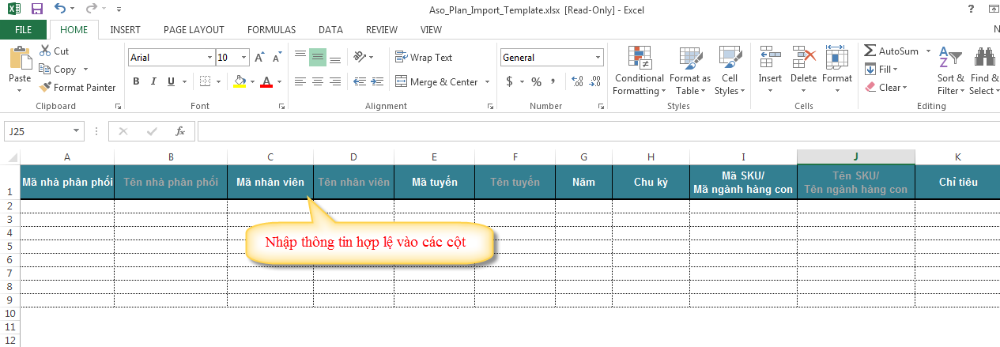 Aso_Plan_Import_Template.xlsx [Read-Only] - Excel
FILE HOME INSERT PAGE LAYOUT FORMULAS DATA REVIEW VIEW N
Paste
Cut
Copy
Format Painter
Clipboard
Arial 10
B I U
Font
Wrap Text
Merge & Center
Alignment
General
$ % ,
Number
Conditional Formatting
Format as Table
Cell Styles
Styles
Insert
Delete
Format
Cells
AutoSum
Fill
Clear
Sort & Filter
Find & Select
Editing
J25
fx
A B C D E F G H I J K
1
Mã nhà phân phối
Tên nhà phân phối
Mã nhân viên
Tên nhân viên
Mã tuyến
Tên tuyến
Năm
Chu kỳ
Mã SKU/
Mã ngành hàng con
Tên SKU/
Tên ngành hàng con
Chỉ tiêu
2
3
4
Nhập thông tin hợp lệ vào các cột
5
6
7
8
9
10
11
12